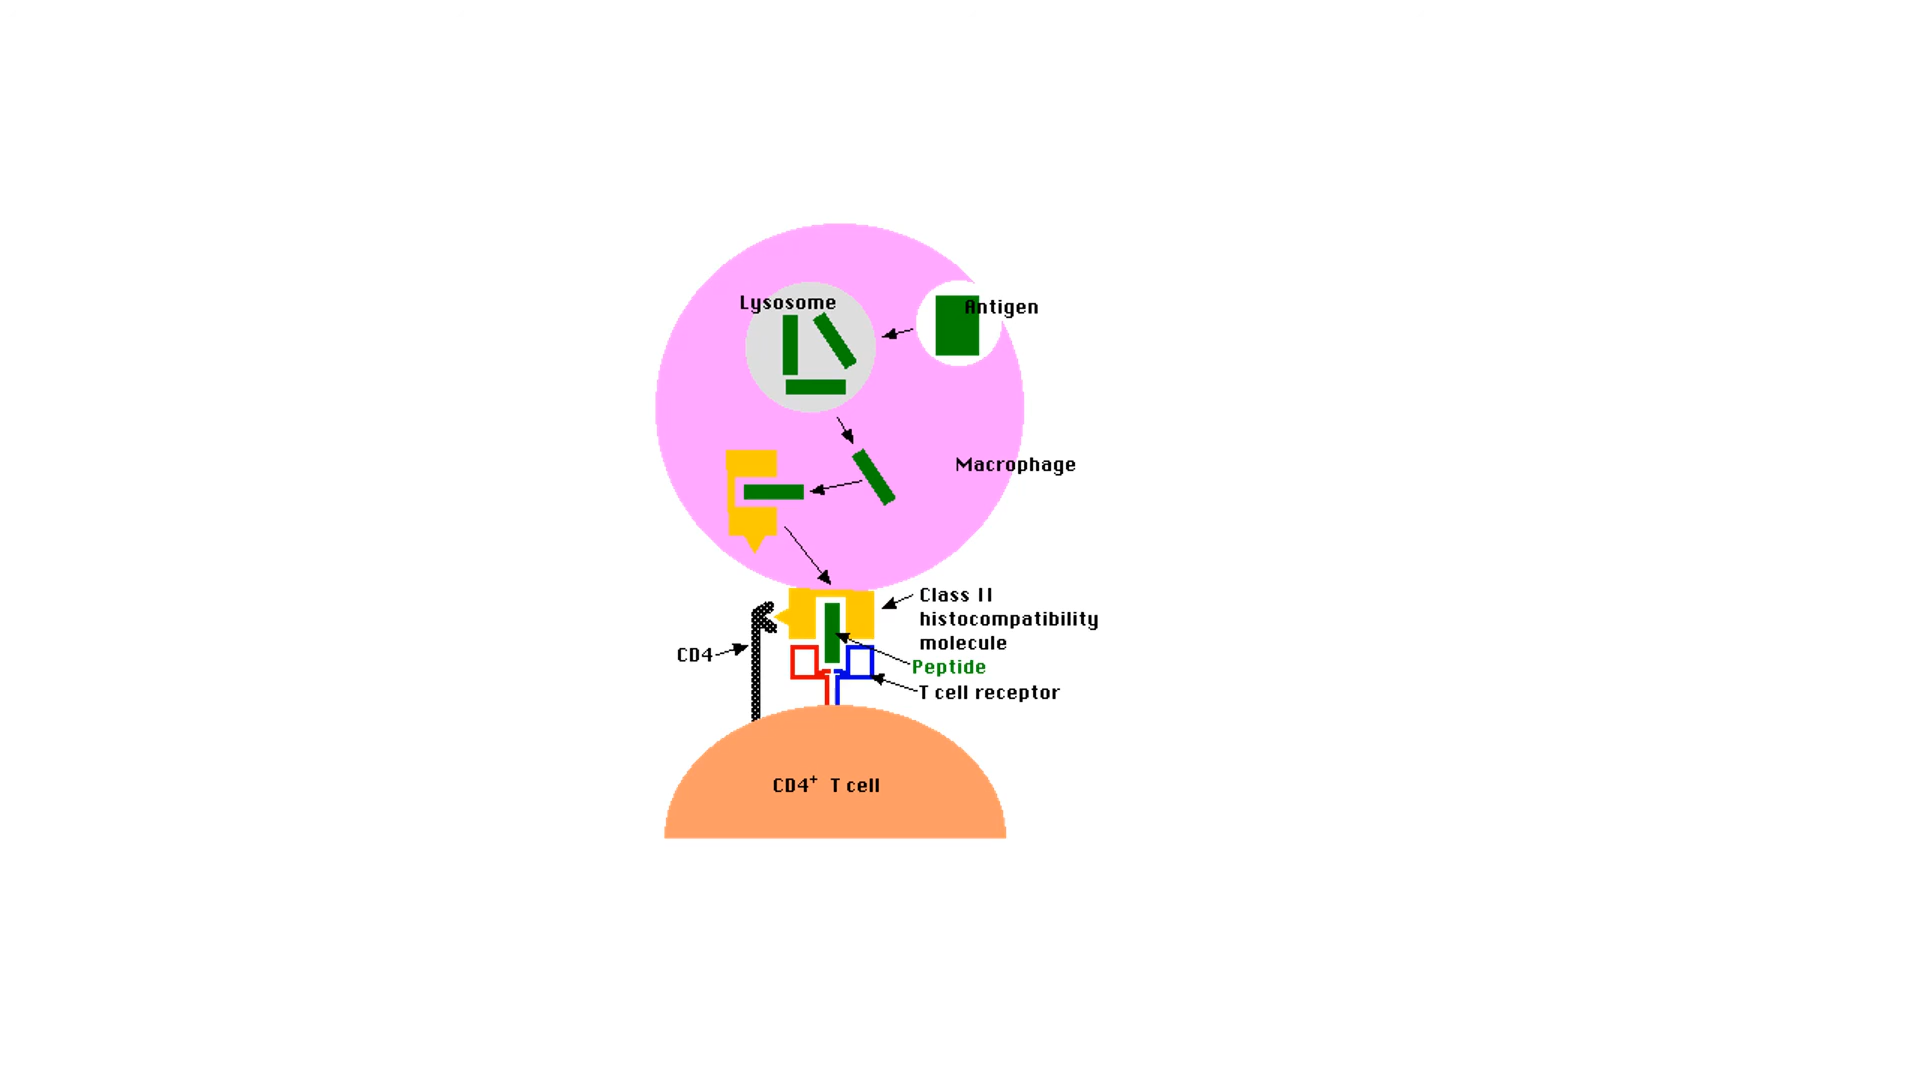 Lysosome
Antigen
Macrophage
Class II
histocompatibility
molecule
CD4
Peptide
T cell receptor
CD4⁺ T cell